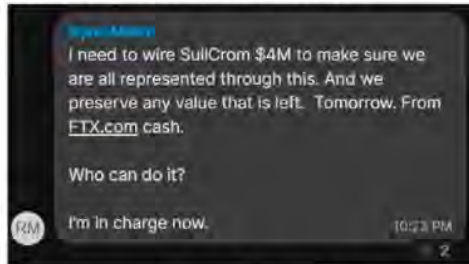 I need to wire SullCrom $4M to make sure we
are all represented through this. And we
preserve any value that is left.  Tomorrow. From
FTX.com cash.
Who can do it?
I'm in charge now.
RM
10:23 PM
2